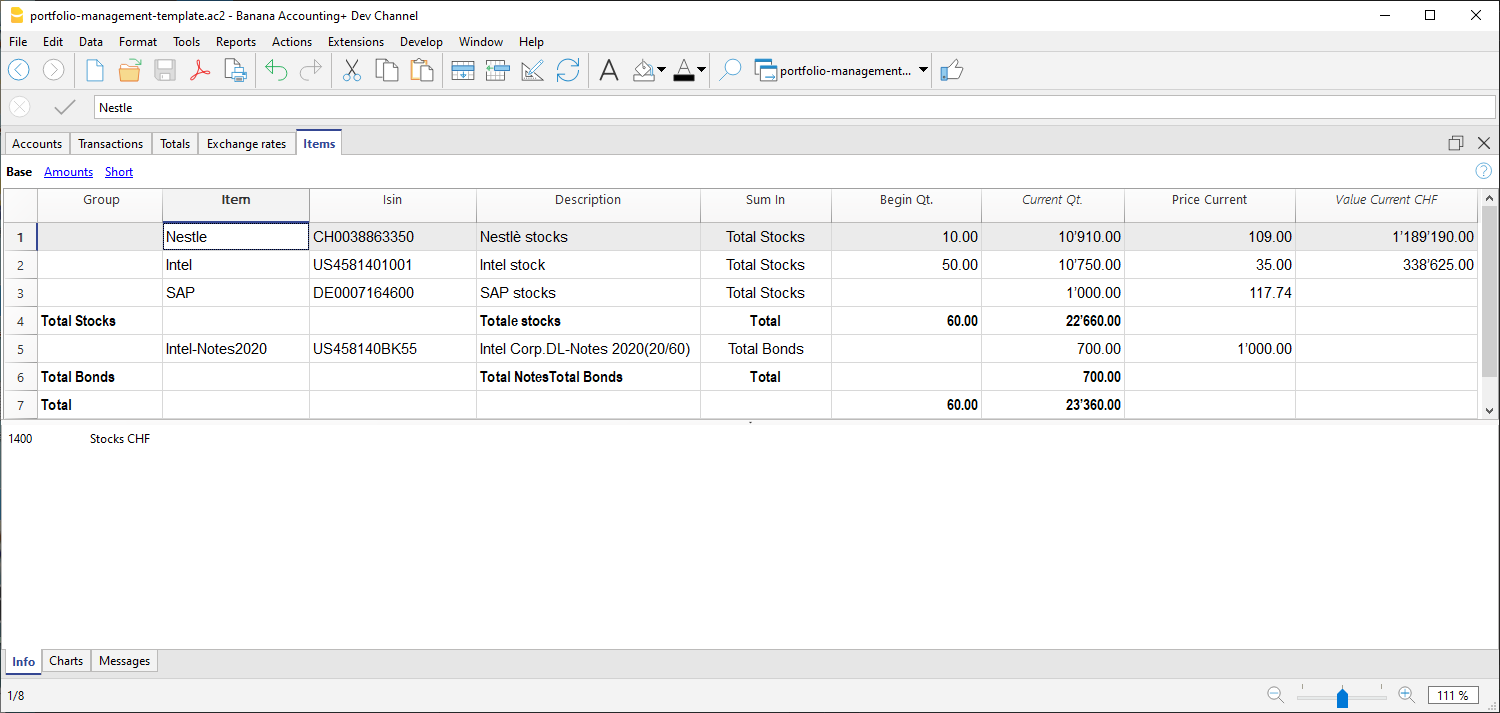 portfolio-management-template.ac2 - Banana Accounting+ Dev Channel
File Edit Data Format Tools Reports Actions Extensions Develop Window Help
portfolio-management...
Nestle
Accounts Transactions Totals Exchange rates Items
Base Amounts Short
Group Item Isin Description Sum In Begin Qt. Current Qt. Price Current Value Current CHF
1 Nestle CH0038863350 Nestlè stocks Total Stocks 10.00 10’910.00 109.00 1’189’190.00
2 Intel US4581401001 Intel stock Total Stocks 50.00 10’750.00 35.00 338’625.00
3 SAP DE0007164600 SAP stocks Total Stocks 1’000.00 117.74
4 Total Stocks Totale stocks Total 60.00 22’660.00
5 Intel-Notes2020 US458140BK55 Intel Corp.DL-Notes 2020(20/60) Total Bonds 700.00 1’000.00
6 Total Bonds Total NotesTotal Bonds Total 700.00
7 Total 60.00 23’360.00
1400 Stocks CHF
Info Charts Messages
1/8 111 %